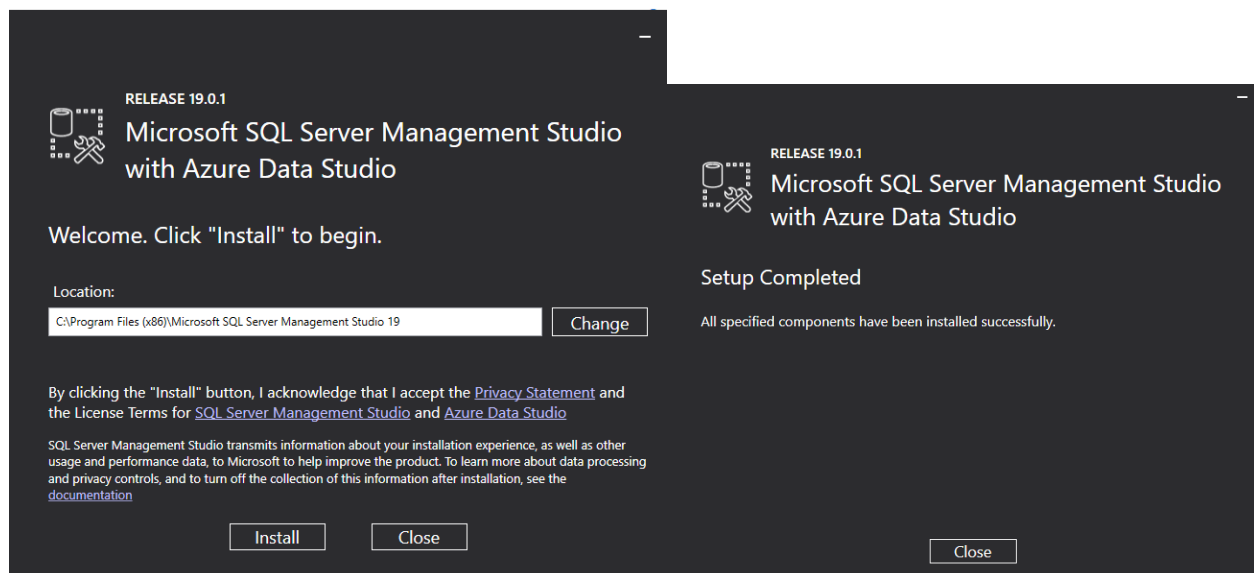 RELEASE 19.0.1
Microsoft SQL Server Management Studio
with Azure Data Studio
Welcome. Click "Install" to begin.
Location:
C:\Program Files (x86)\Microsoft SQL Server Management Studio 19
Change
By clicking the "Install" button, I acknowledge that I accept the Privacy Statement and
the License Terms for SQL Server Management Studio and Azure Data Studio
SQL Server Management Studio transmits information about your installation experience, as well as other
usage and performance data, to Microsoft to help improve the product. To learn more about data processing
and privacy controls, and to turn off the collection of this information after installation, see the
documentation
Install
Close
RELEASE 19.0.1
Microsoft SQL Server Management Studio
with Azure Data Studio
Setup Completed
All specified components have been installed successfully.
Close